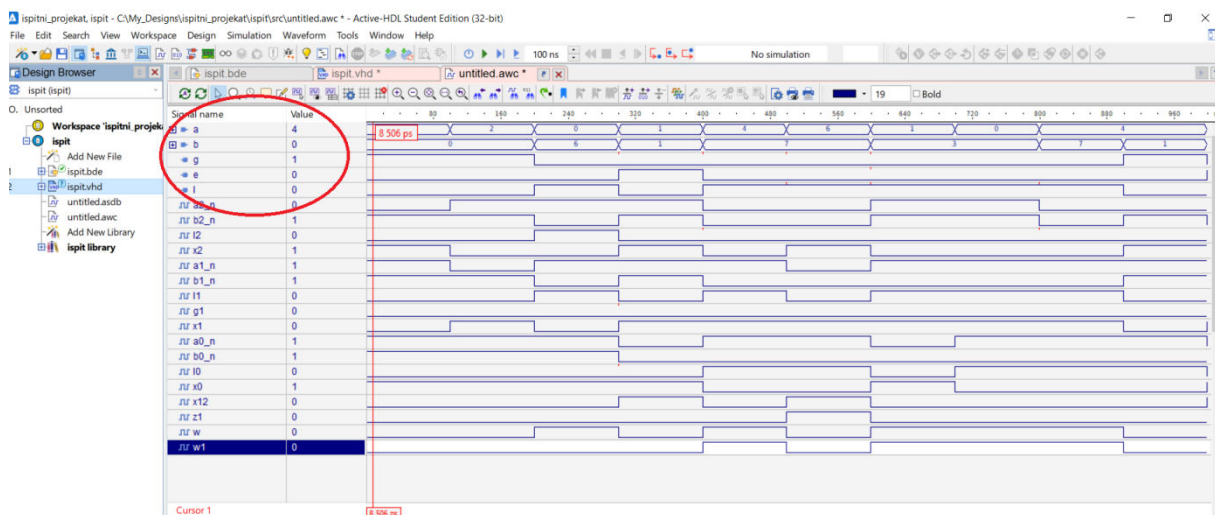 ispitni_projekat, ispit - C:\My_Designs\ispitni_projekat\ispit\src\untitled.awc * - Active-HDL Student Edition (32-bit)
File Edit Search View Workspace Design Simulation Waveform Tools Window Help
100 ns No simulation
Design Browser ispit.bde ispit.vhd * untitled.awc *
ispit (ispit) 19 Bold
Unsorted Signal name Value 80 160 240 320 400 480 560 640 720 800 880 960
Workspace 'ispitni_projek a 4 8 506 ps 2 0 1 4 6 1 0 4
ispit b 0 0 6 1 7 3 7 1
Add New File g 1
ispit.bde e 0
ispit.vhd l 0
untitled.asdb a2_n 0
untitled.awc b2_n 1
Add New Library l2 0
ispit library x2 1
a1_n 1
b1_n 1
l1 0
g1 0
x1 0
a0_n 1
b0_n 1
l0 0
x0 1
x12 0
z1 0
w 0
w1 0
Cursor 1 8 506 ps